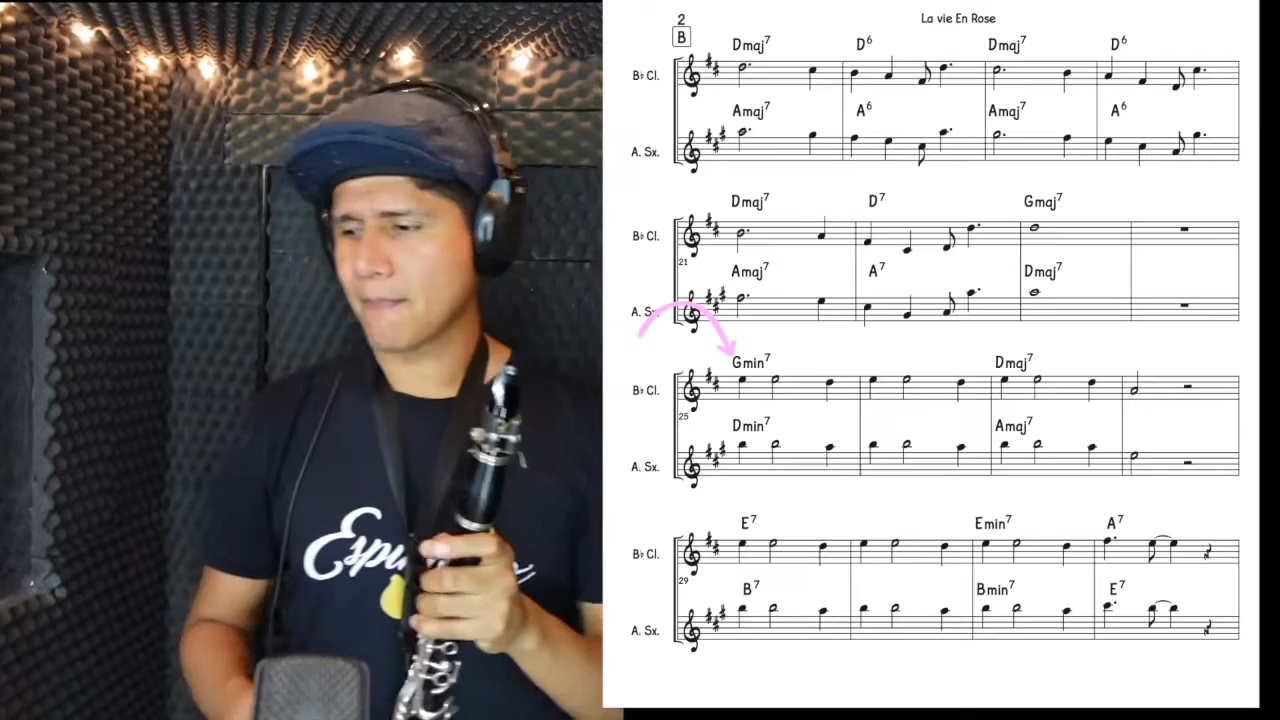 2
La vie En Rose
B
Dmaj7 D6 Dmaj7 D6
B♭ Cl.
Amaj7 A6 Amaj7 A6
A. Sx.
Dmaj7 D7 Gmaj7
B♭ Cl.
21
Amaj7 A7 Dmaj7
A. Sx.
Gmin7 Dmaj7
B♭ Cl.
25
Dmin7 Amaj7
A. Sx.
E7 Emin7 A7
B♭ Cl.
29
B7 Bmin7 E7
A. Sx.